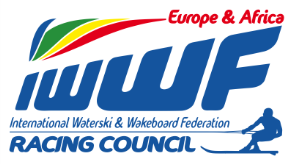 Europe & Africa
IWWF
International Waterski & Wakeboard Federation
RACING COUNCIL